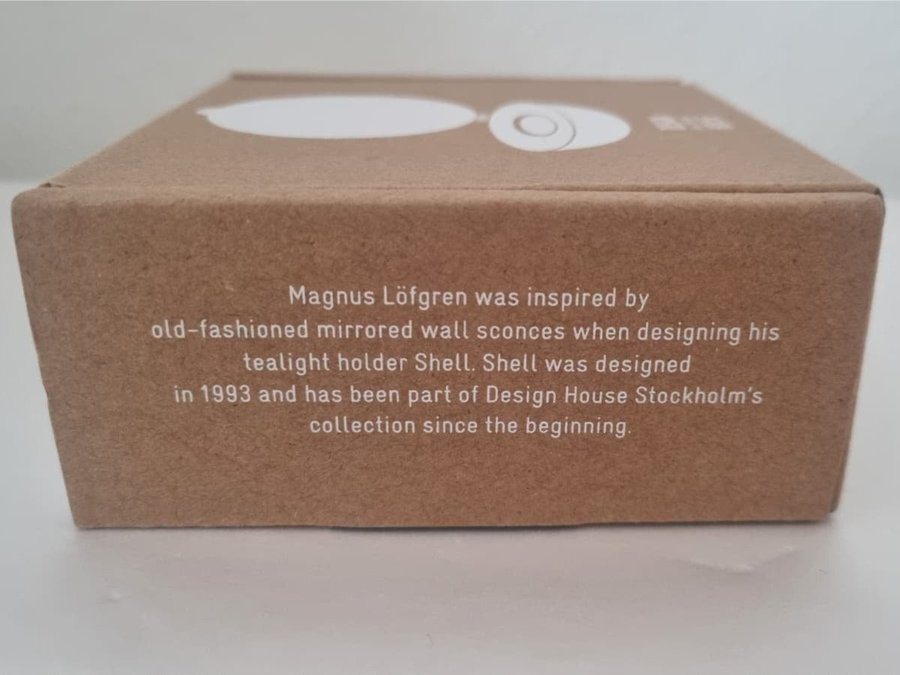 Magnus Löfgren was inspired by
old-fashioned mirrored wall sconces when designing his
tealight holder Shell. Shell was designed
in 1993 and has been part of Design House Stockholm's
collection since the beginning.